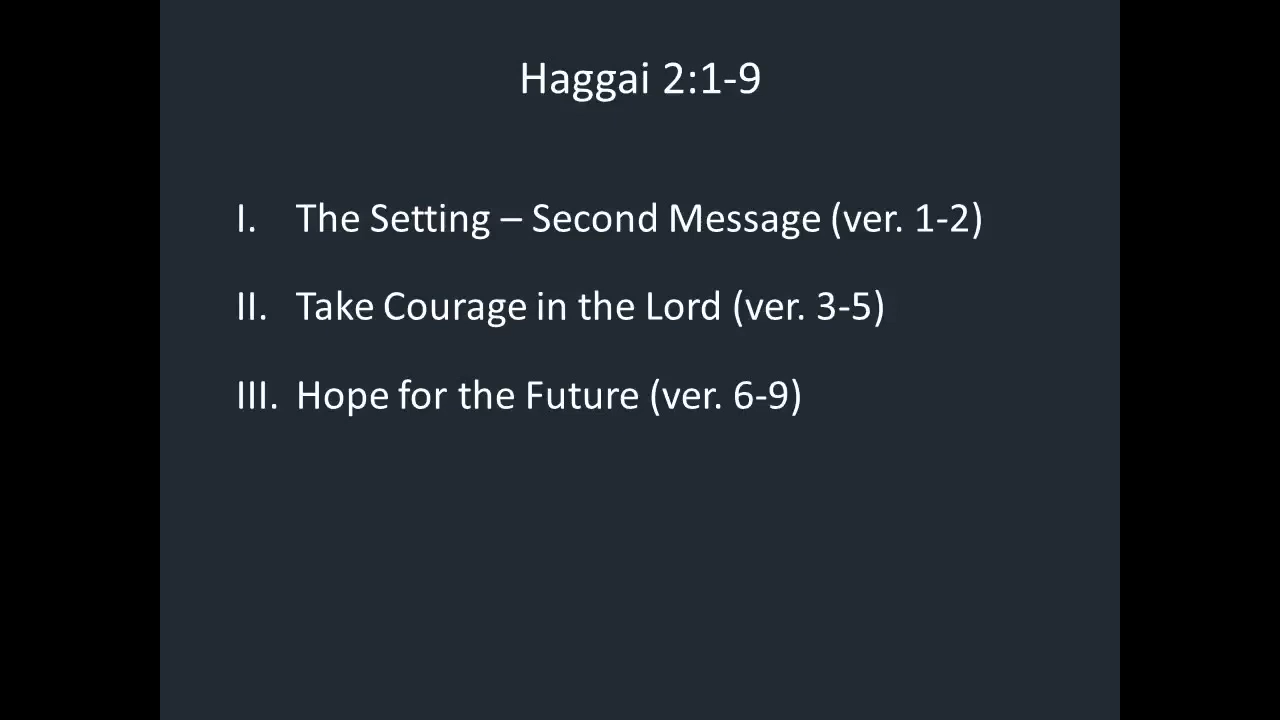 Haggai 2:1-9
I. The Setting – Second Message (ver. 1-2)
II. Take Courage in the Lord (ver. 3-5)
III. Hope for the Future (ver. 6-9)